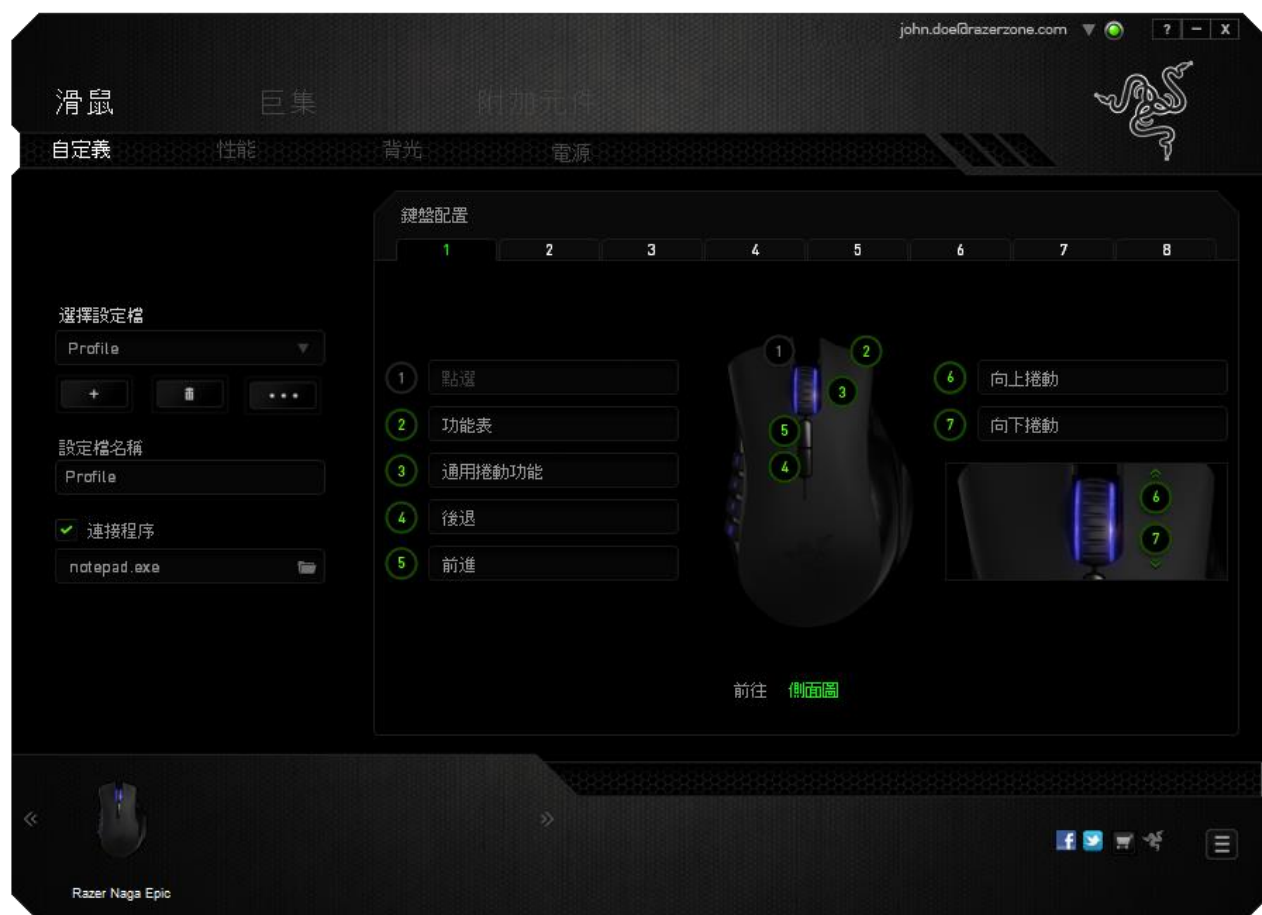 john.doe@razerzone.com ? – X
滑鼠 巨集 附加元件
自定義 性能 背光 電源
鍵盤配置
1 2 3 4 5 6 7 8
選擇設定檔
Profile
+ •••
設定檔名稱
Profile
連接程序
notepad.exe
1 點選
2 功能表
3 通用捲動功能
4 後退
5 前進
1 2
3
5
4
6 向上捲動
7 向下捲動
6
7
前往 側面圖
« »
f
Razer Naga Epic